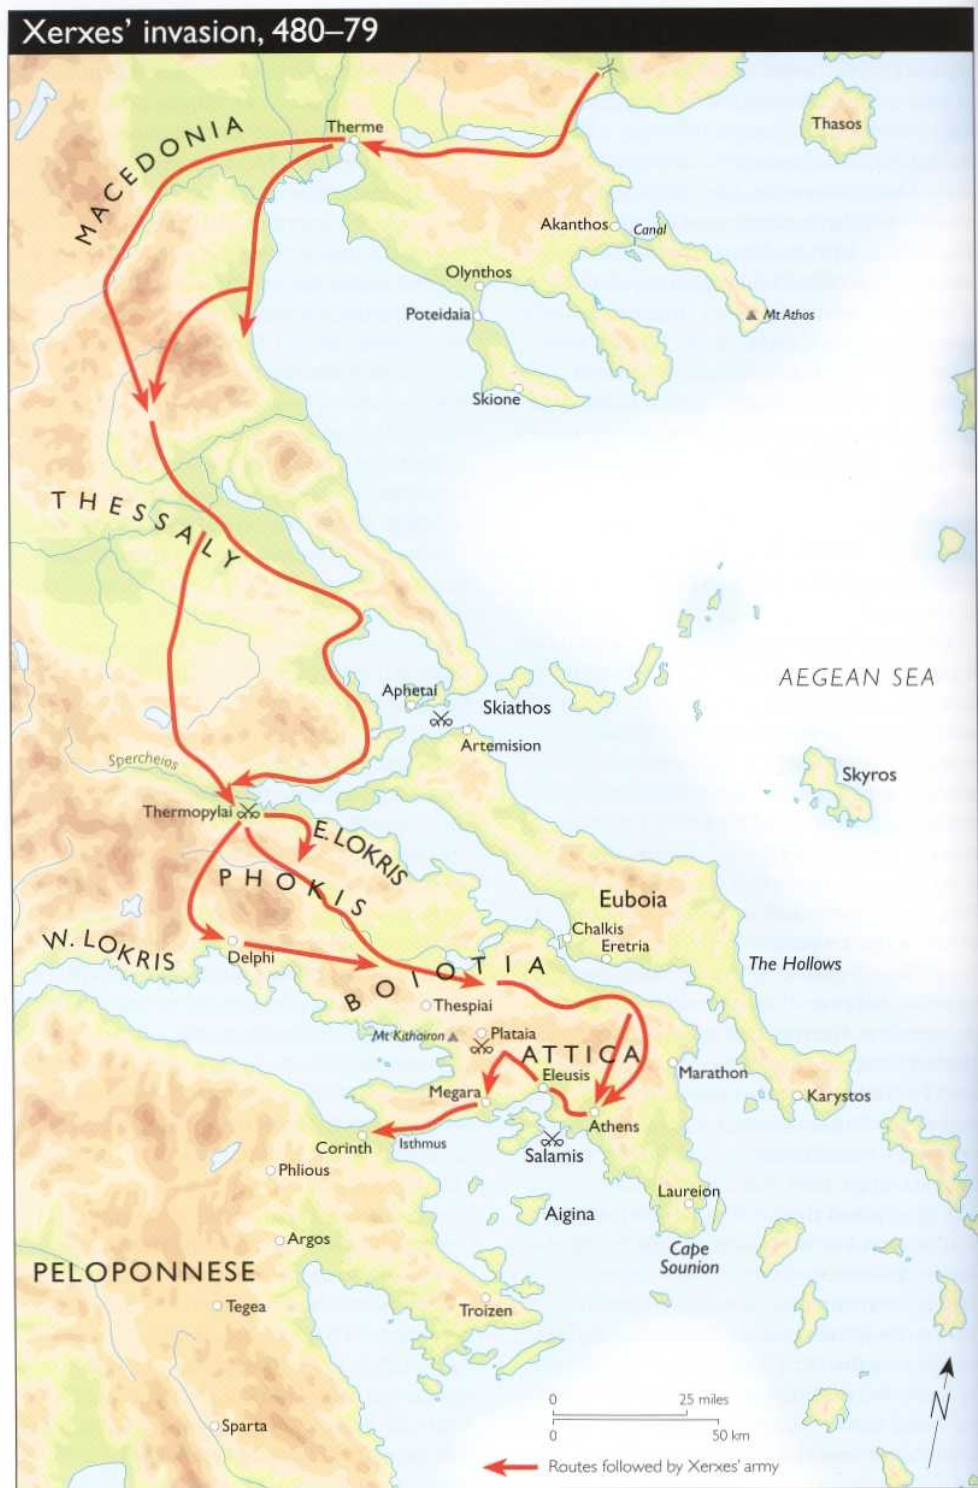 Xerxes' invasion, 480–79
Thasos
Therme
MACEDONIA
Akanthos
Canal
Olynthos
Poteidaia
Mt Athos
Skione
THESSALY
AEGEAN SEA
Aphetai
Skiathos
Artemision
Spercheios
Skyros
Thermopylai
E. LOKRIS
PHOKIS
Euboia
Chalkis
Eretria
W. LOKRIS
Delphi
The Hollows
BOIOTIA
Thespiai
Mt Kithairon
Plataia
ATTICA
Eleusis
Marathon
Megara
Karystos
Athens
Corinth
Isthmus
Salamis
Phlious
Laureion
Aigina
Argos
Cape
Sounion
PELOPONNESE
Tegea
Troizen
Sparta
N
0 25 miles
0 50 km
Routes followed by Xerxes' army